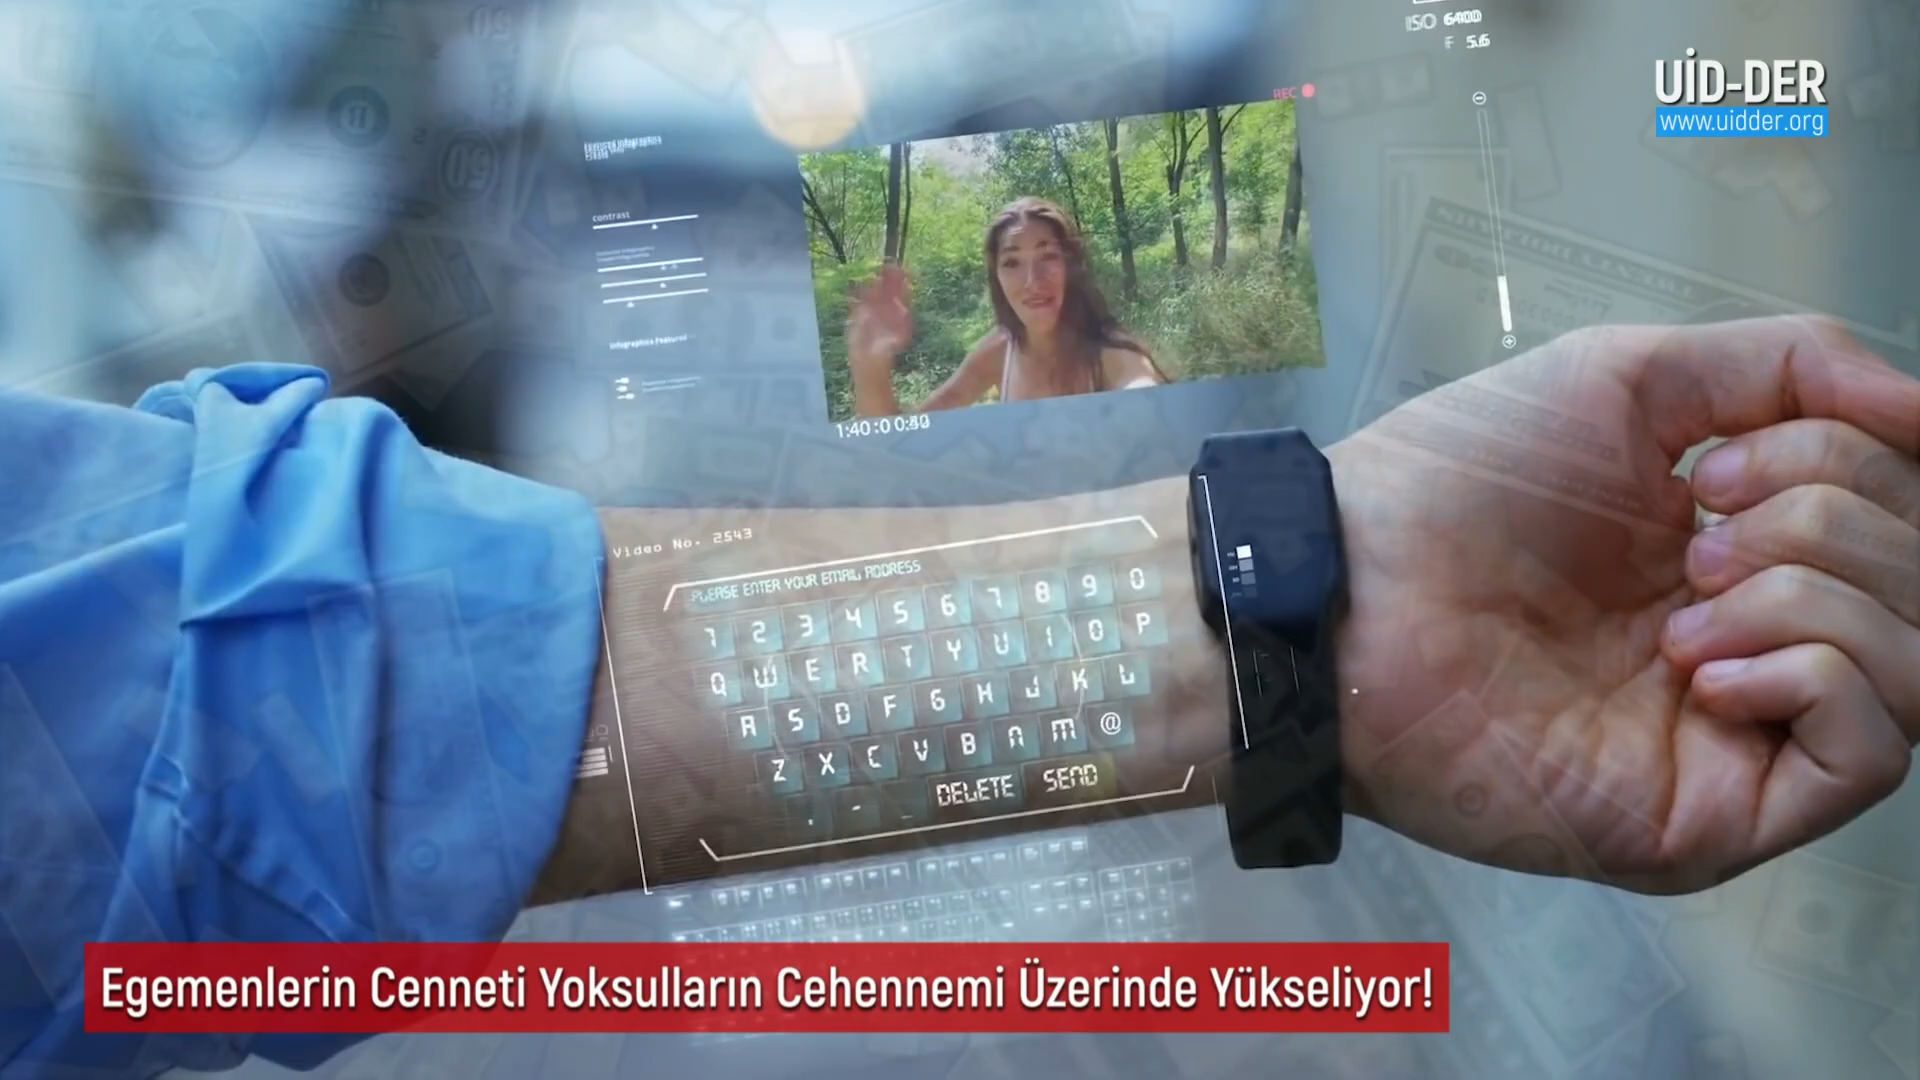 ISO 6400
F 5.6
UİD-DER
www.uidder.org
REC
contrast
Infographics Featured
1:40 :0 0:
Video No. 2543
PLEASE ENTER YOUR EMAIL ADDRESS
1 2 3 4 5 6 7 8 9 0
Q W E R T Y U I O P
A S D F G H J K L
Z X C V B N M @
. - _ DELETE SEND
Egemenlerin Cenneti Yoksulların Cehennemi Üzerinde Yükseliyor!